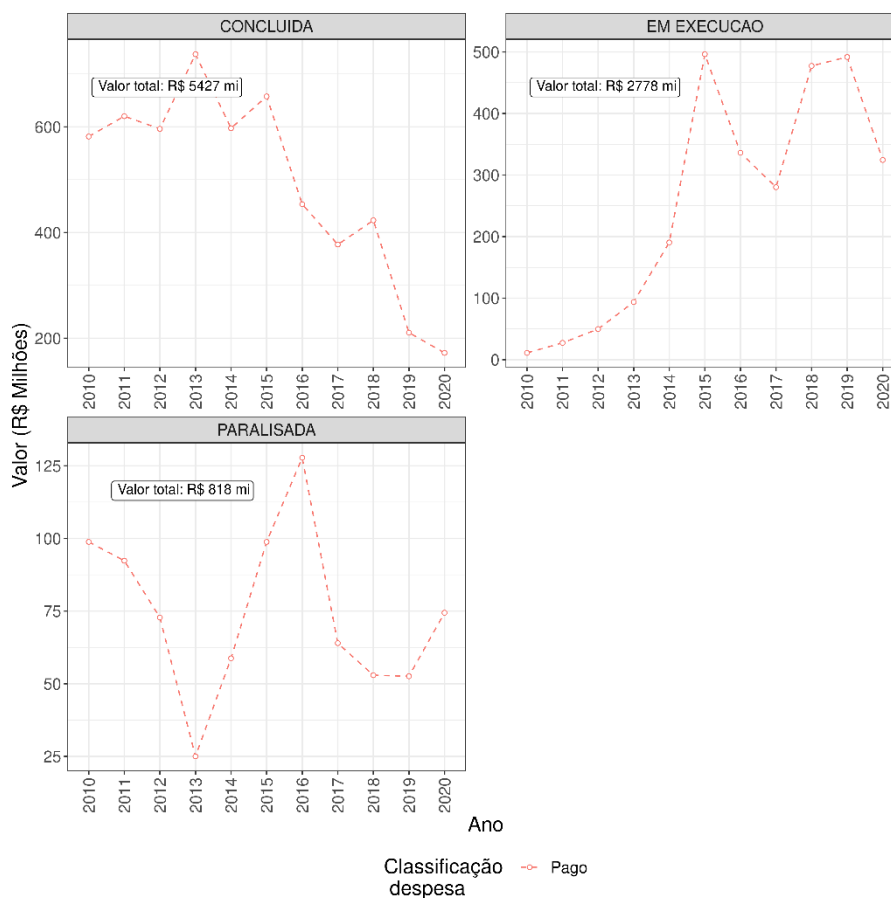 CONCLUIDA
Valor total: R$ 5427 mi
600
400
200
2010 2011 2012 2013 2014 2015 2016 2017 2018 2019 2020
EM EXECUCAO
Valor total: R$ 2778 mi
500
400
300
200
100
0
2010 2011 2012 2013 2014 2015 2016 2017 2018 2019 2020
Valor (R$ Milhões)
PARALISADA
Valor total: R$ 818 mi
125
100
75
50
25
2010 2011 2012 2013 2014 2015 2016 2017 2018 2019 2020
Ano
Classificação
despesa
Pago